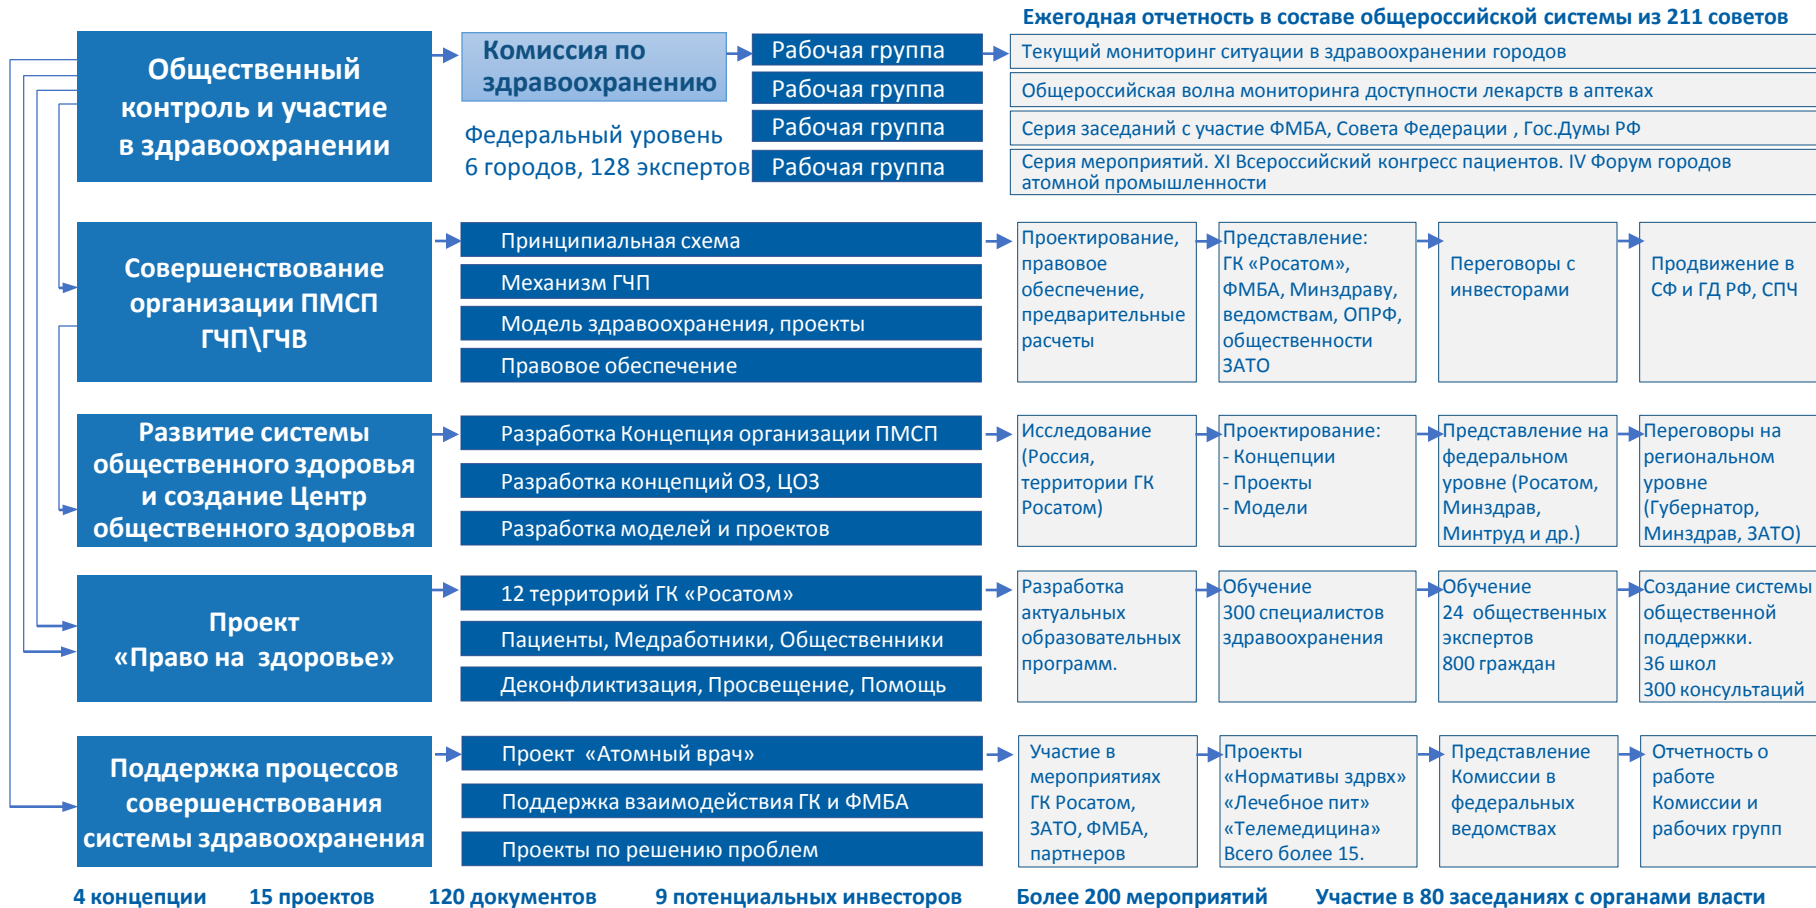 Ежегодная отчетность в составе общероссийской системы из 211 советов
Общественный
контроль и участие
в здравоохранении
Комиссия по
здравоохранению
Федеральный уровень
6 городов, 128 экспертов
Рабочая группа
Рабочая группа
Рабочая группа
Рабочая группа
Текущий мониторинг ситуации в здравоохранении городов
Общероссийская волна мониторинга доступности лекарств в аптеках
Серия заседаний с участие ФМБА, Совета Федерации , Гос.Думы РФ
Серия мероприятий. XI Всероссийский конгресс пациентов. IV Форум городов
атомной промышленности
Совершенствование
организации ПМСП
ГЧП\ГЧВ
Принципиальная схема
Механизм ГЧП
Модель здравоохранения, проекты
Правовое обеспечение
Проектирование,
правовое
обеспечение,
предварительные
расчеты
Представление:
ГК «Росатом»,
ФМБА, Минздраву,
ведомствам, ОПРФ,
общественности
ЗАТО
Переговоры с
инвесторами
Продвижение в
СФ и ГД РФ, СПЧ
Развитие системы
общественного здоровья
и создание Центр
общественного здоровья
Разработка Концепция организации ПМСП
Разработка концепций ОЗ, ЦОЗ
Разработка моделей и проектов
Исследование
(Россия,
территории ГК
Росатом)
Проектирование:
- Концепции
- Проекты
- Модели
Представление на
федеральном
уровне (Росатом,
Минздрав,
Минтруд и др.)
Переговоры на
региональном
уровне
(Губернатор,
Минздрав, ЗАТО)
Проект
«Право на здоровье»
12 территорий ГК «Росатом»
Пациенты, Медработники, Общественники
Деконфликтизация, Просвещение, Помощь
Разработка
актуальных
образовательных
программ.
Обучение
300 специалистов
здравоохранения
Обучение
24 общественных
экспертов
800 граждан
Создание системы
общественной
поддержки.
36 школ
300 консультаций
Поддержка процессов
совершенствования
системы здравоохранения
Проект «Атомный врач»
Поддержка взаимодействия ГК и ФМБА
Проекты по решению проблем
Участие в
мероприятиях
ГК Росатом,
ЗАТО, ФМБА,
партнеров
Проекты
«Нормативы здрвх»
«Лечебное пит»
«Телемедицина»
Всего более 15.
Представление
Комиссии в
федеральных
ведомствах
Отчетность о
работе
Комиссии и
рабочих групп
4 концепции 15 проектов 120 документов 9 потенциальных инвесторов Более 200 мероприятий Участие в 80 заседаниях с органами власти